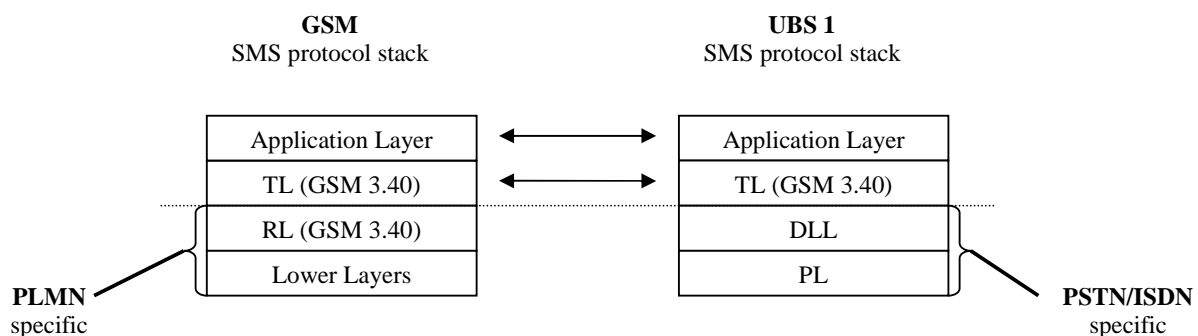 GSM
SMS protocol stack
UBS 1
SMS protocol stack
Application Layer
TL (GSM 3.40)
RL (GSM 3.40)
Lower Layers
Application Layer
TL (GSM 3.40)
DLL
PL
PLMN
specific
PSTN/ISDN
specific